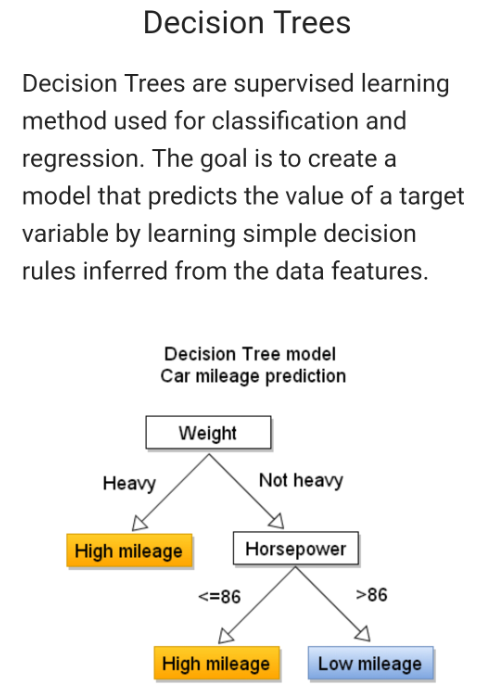 Decision Trees
Decision Trees are supervised learning
method used for classification and
regression. The goal is to create a
model that predicts the value of a target
variable by learning simple decision
rules inferred from the data features.
Decision Tree model
Car mileage prediction
Weight
Heavy
Not heavy
High mileage
Horsepower
<=86
>86
High mileage
Low mileage